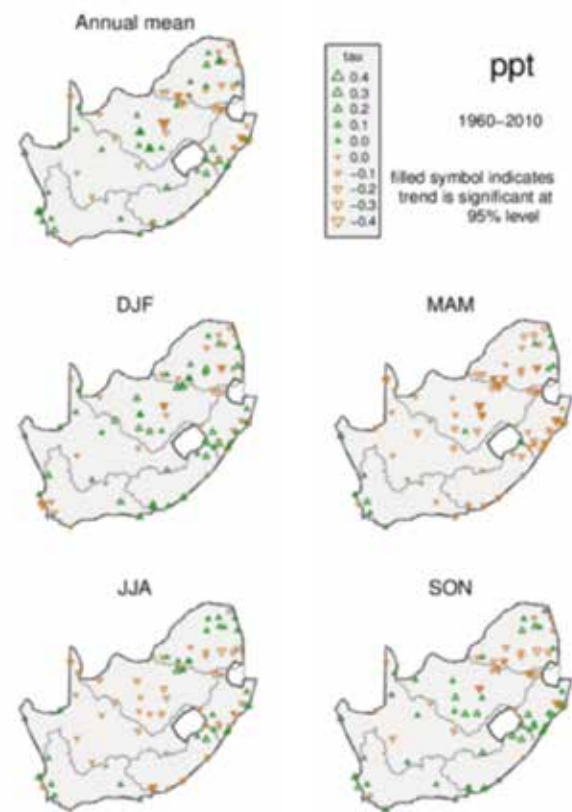 Annual mean
tau
0.4
0.3
0.2
0.1
0.0
0.0
−0.1
−0.2
−0.3
−0.4
ppt
1960−2010
filled symbol indicates
trend is significant at
95% level
DJF
MAM
JJA
SON